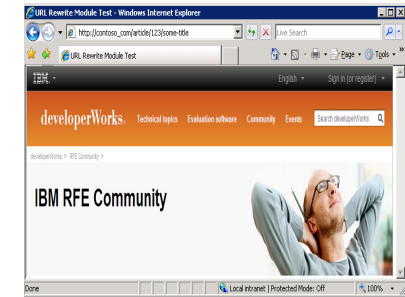 URL Rewrite Module Test - Windows Internet Explorer
http://contoso_com/article/123/some-title
Live Search
URL Rewrite Module Test
Page Tools
IBM.
English Sign in (or register)
developerWorks. Technical topics Evaluation software Community Events Search developerWorks
developerWorks > RFE Community >
IBM RFE Community
Done Local intranet | Protected Mode: Off 100%